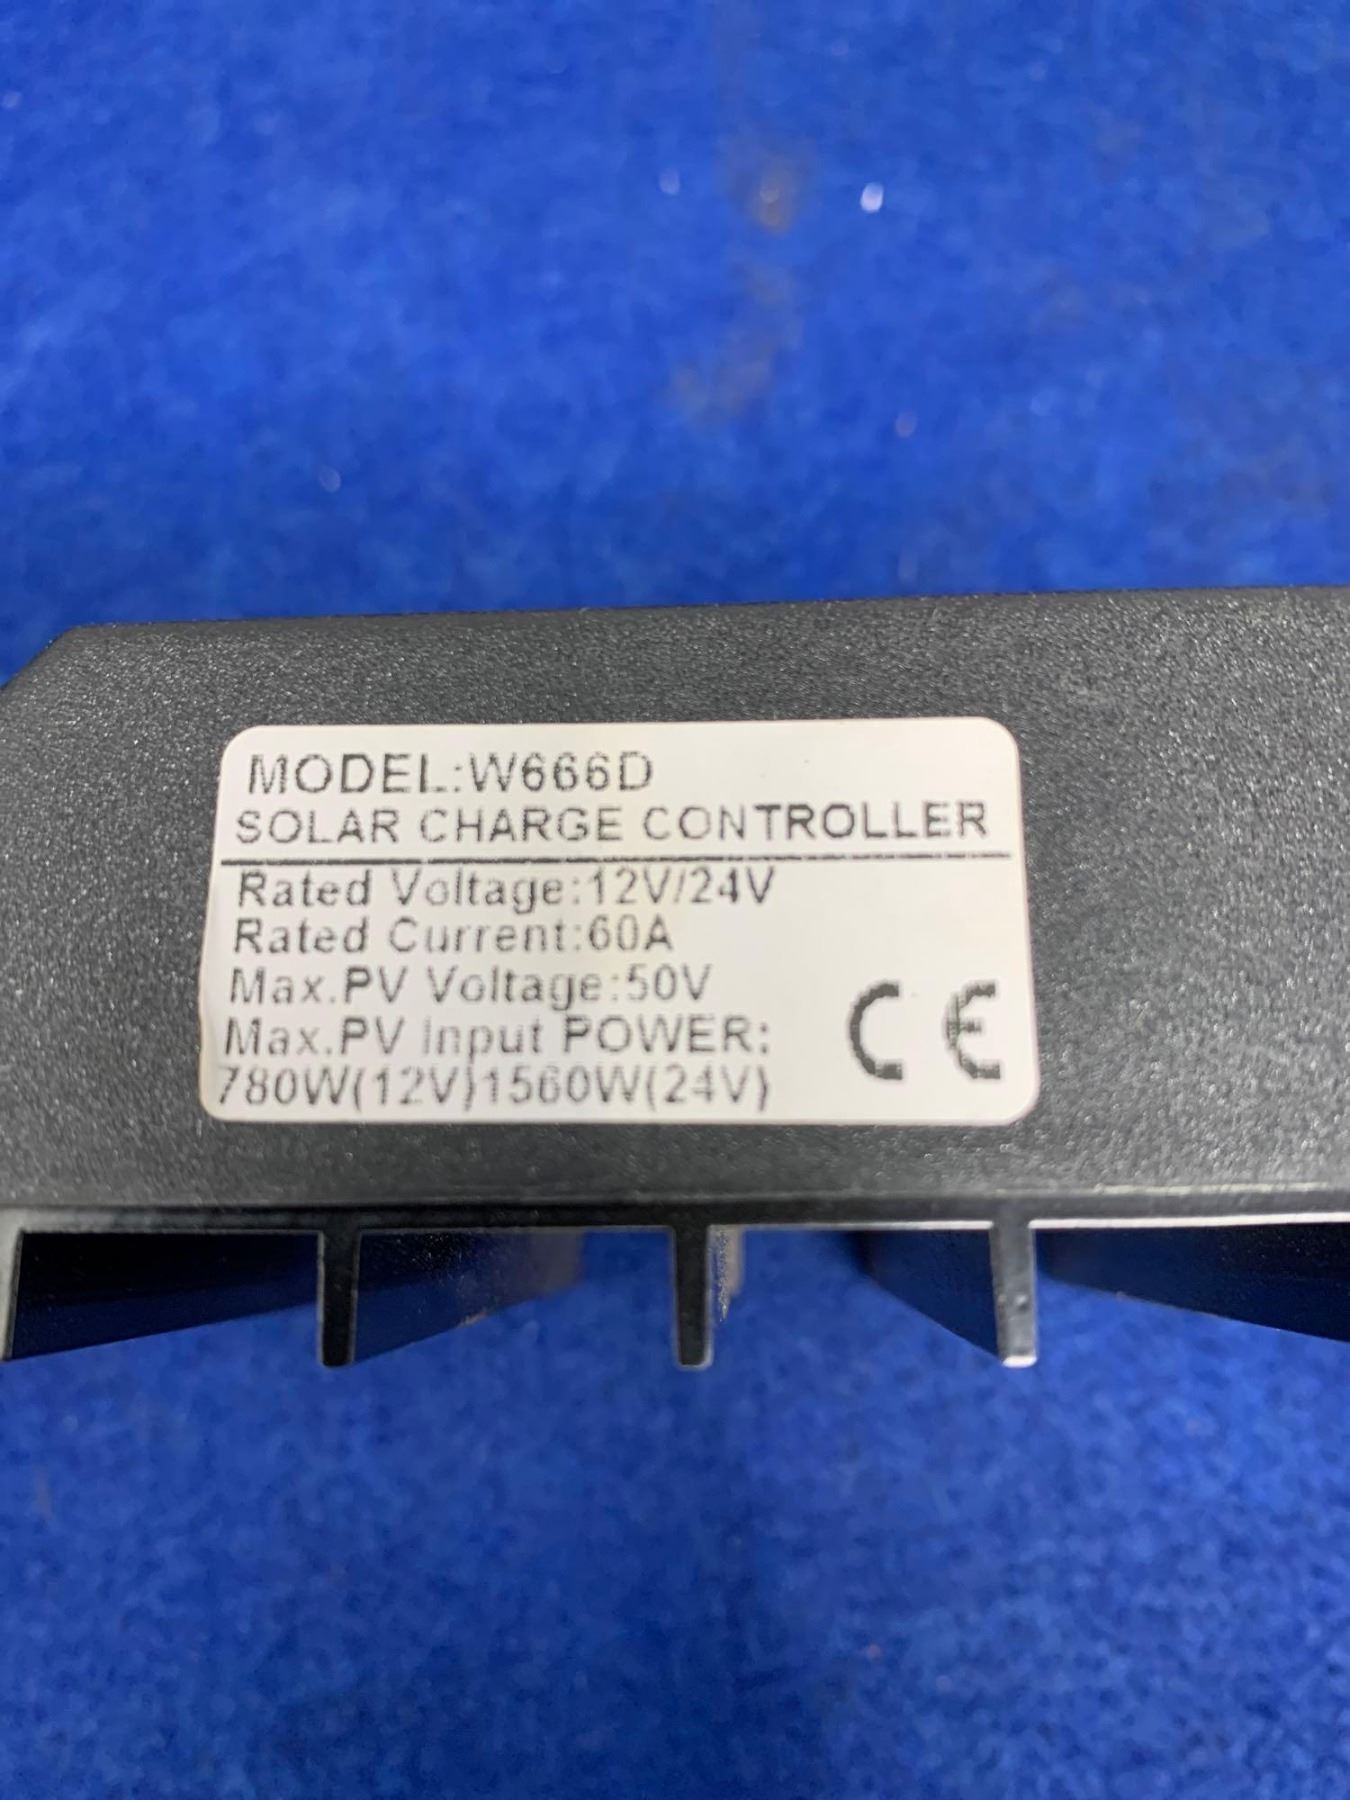 MODEL:W666D
SOLAR CHARGE CONTROLLER
Rated Voltage:12V/24V
Rated Current:60A
Max.PV Voltage:50V
Max.PV Input POWER:
780W(12V)1560W(24V)
CE